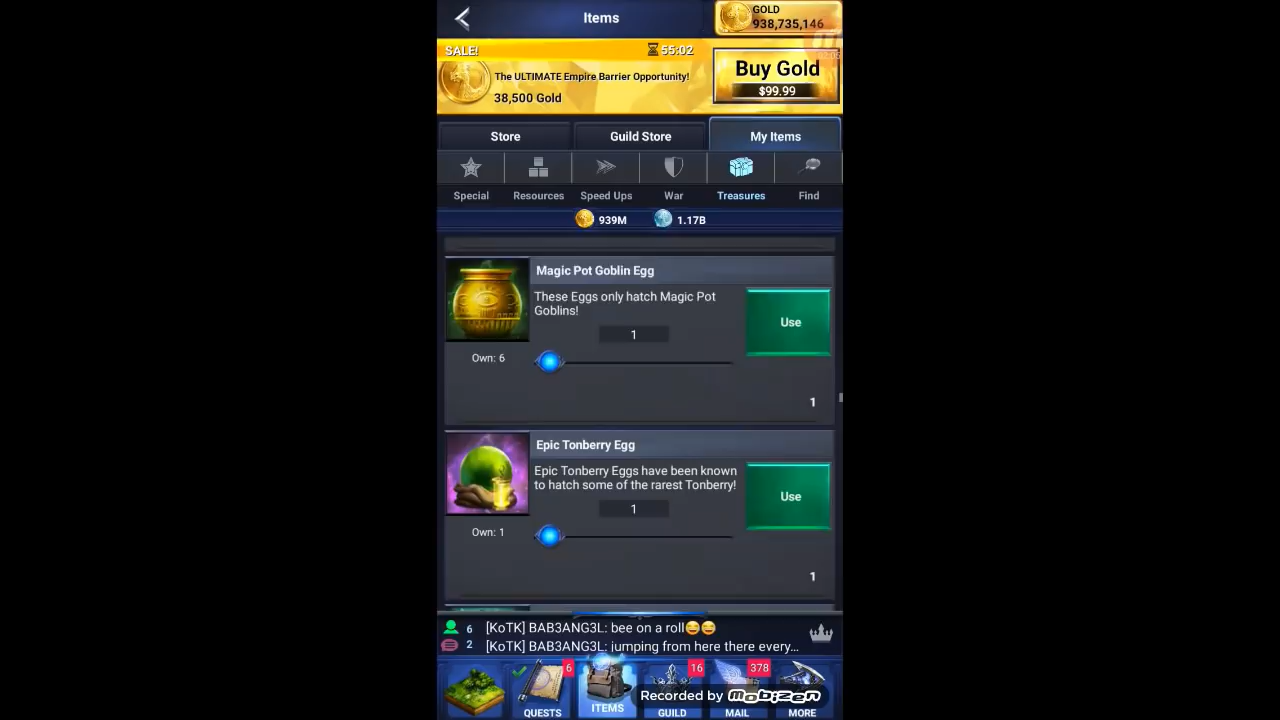 Items
GOLD
938,735,146
SALE!
55:02
The ULTIMATE Empire Barrier Opportunity!
38,500 Gold
Buy Gold
$99.99
Store
Guild Store
My Items
Special
Resources
Speed Ups
War
Treasures
Find
939M
1.17B
Magic Pot Goblin Egg
These Eggs only hatch Magic Pot
Goblins!
1
Use
Own: 6
1
Epic Tonberry Egg
Epic Tonberry Eggs have been known
to hatch some of the rarest Tonberry!
1
Use
Own: 1
1
6 [KoTK] BAB3ANG3L: bee on a roll😄😄
2 [KoTK] BAB3ANG3L: jumping from here there every...
6
16
378
Recorded by Mobizen
QUESTS
ITEMS
GUILD
MAIL
MORE